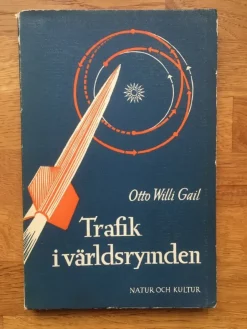 Otto Willi Gail
Trafik
i världsrymden
NATUR OCH KULTUR